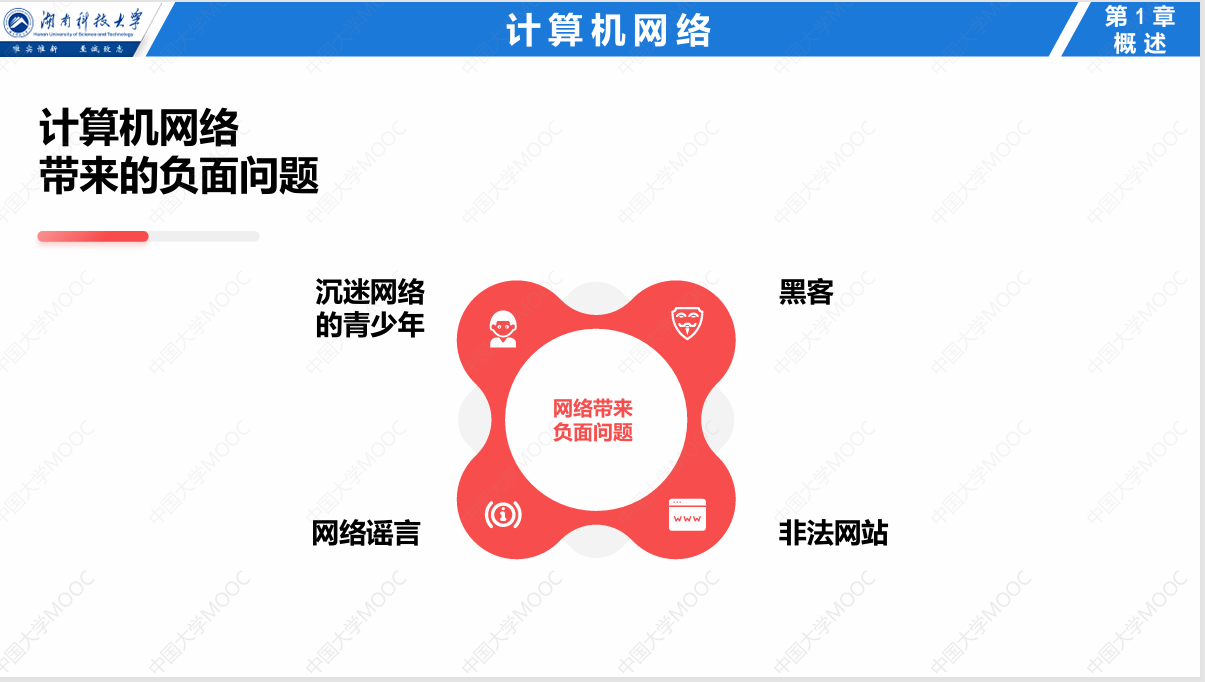 湖南科技大学
Hunan University of Science and Technology
唯实惟新 至诚致志
计算机网络
第1章
概述
计算机网络
带来的负面问题
沉迷网络
的青少年
黑客
网络带来
负面问题
www
网络谣言
非法网站
中国大学MOOC